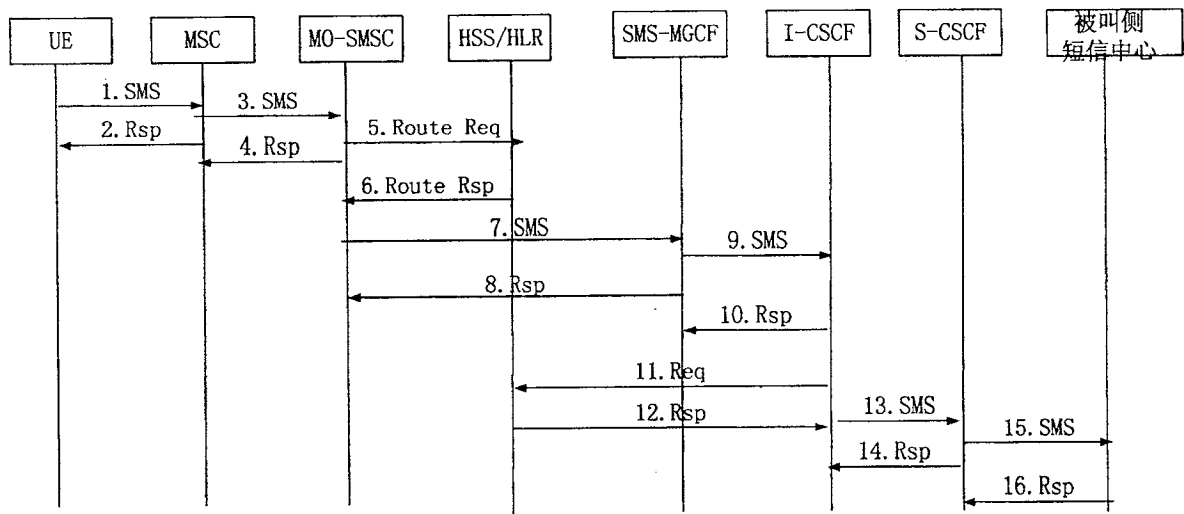 UE
MSC
MO-SMSC
HSS/HLR
SMS-MGCF
I-CSCF
S-CSCF
被叫侧
短信中心
1.SMS
3.SMS
2.Rsp
5.Route Req
4.Rsp
6.Route Rsp
7.SMS
9.SMS
8.Rsp
10.Rsp
11.Req
12.Rsp
13.SMS
15.SMS
14.Rsp
16.Rsp